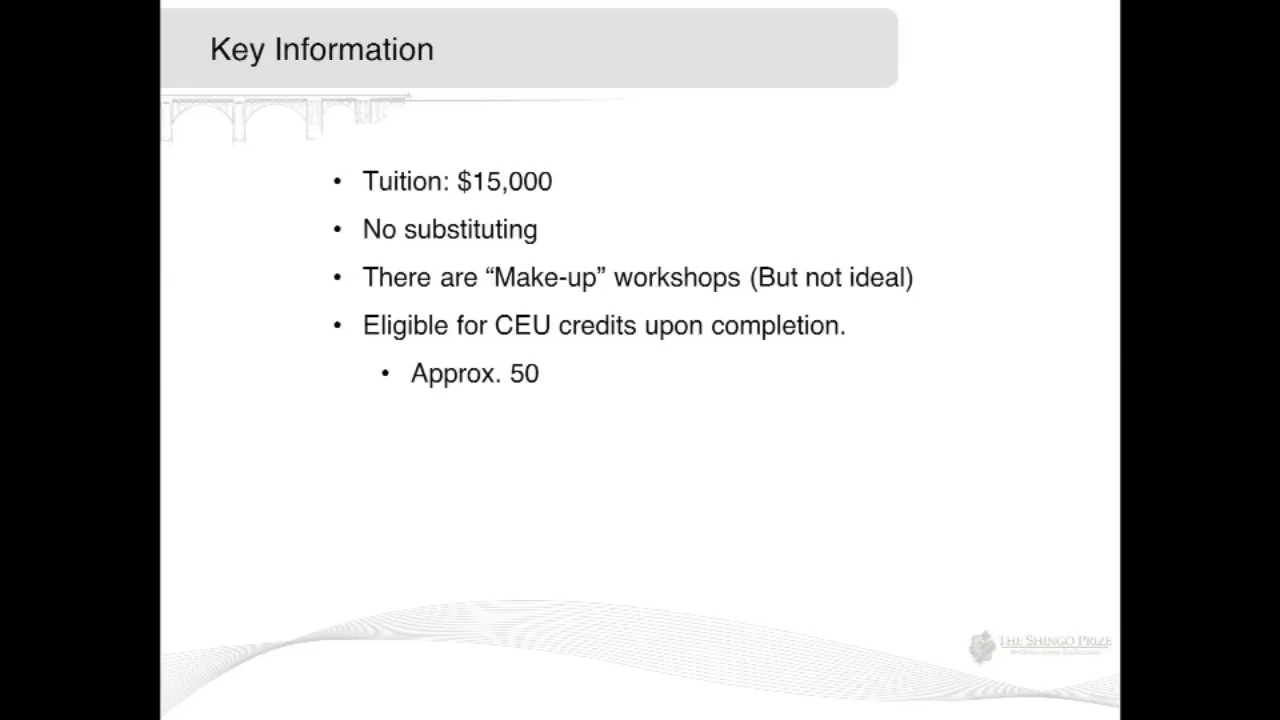 Key Information
• Tuition: $15,000
• No substituting
• There are “Make-up” workshops (But not ideal)
• Eligible for CEU credits upon completion.
• Approx. 50
THE SHINGO PRIZE